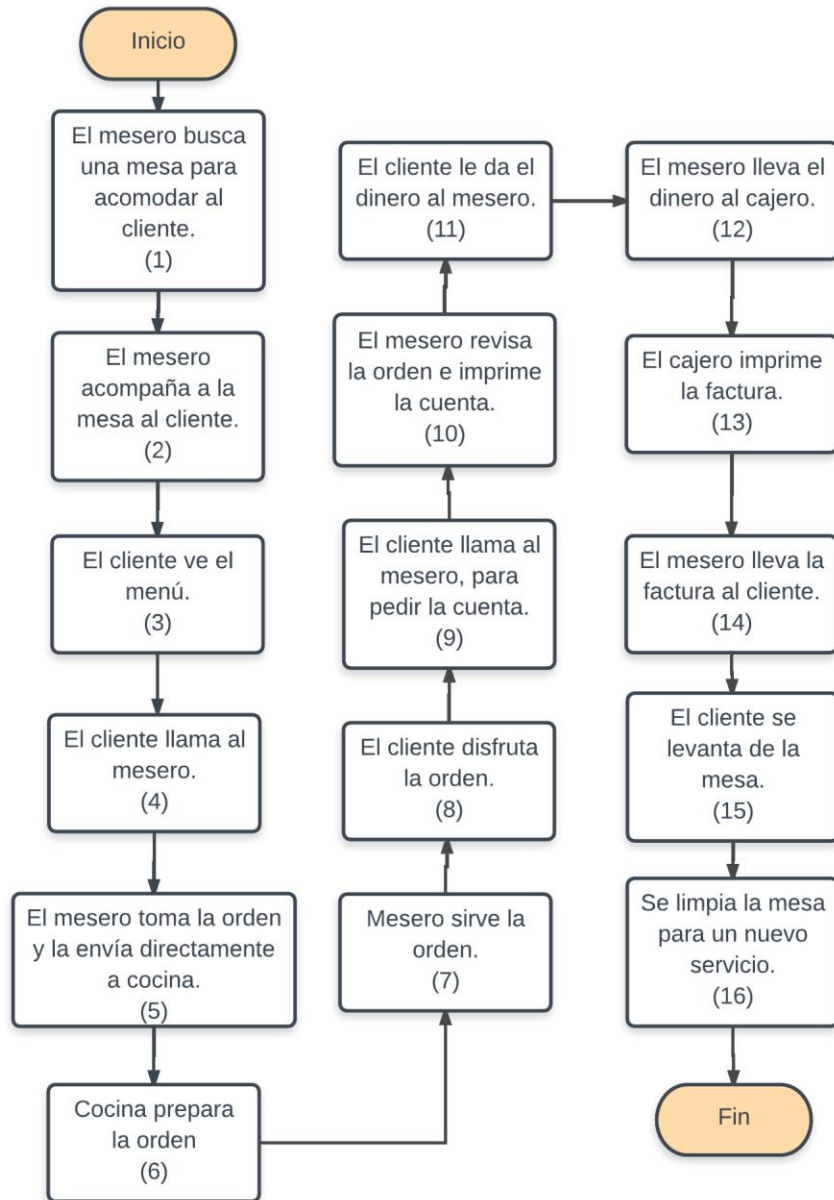 Inicio
El mesero busca
una mesa para
acomodar al
cliente.
(1)
El mesero
acompaña a la
mesa al cliente.
(2)
El cliente ve el
menú.
(3)
El cliente llama al
mesero.
(4)
El mesero toma la orden
y la envía directamente
a cocina.
(5)
Cocina prepara
la orden
(6)
Mesero sirve la
orden.
(7)
El cliente disfruta
la orden.
(8)
El cliente llama al
mesero, para
pedir la cuenta.
(9)
El mesero revisa
la orden e imprime
la cuenta.
(10)
El cliente le da el
dinero al mesero.
(11)
El mesero lleva el
dinero al cajero.
(12)
El cajero imprime
la factura.
(13)
El mesero lleva la
factura al cliente.
(14)
El cliente se
levanta de la
mesa.
(15)
Se limpia la mesa
para un nuevo
servicio.
(16)
Fin